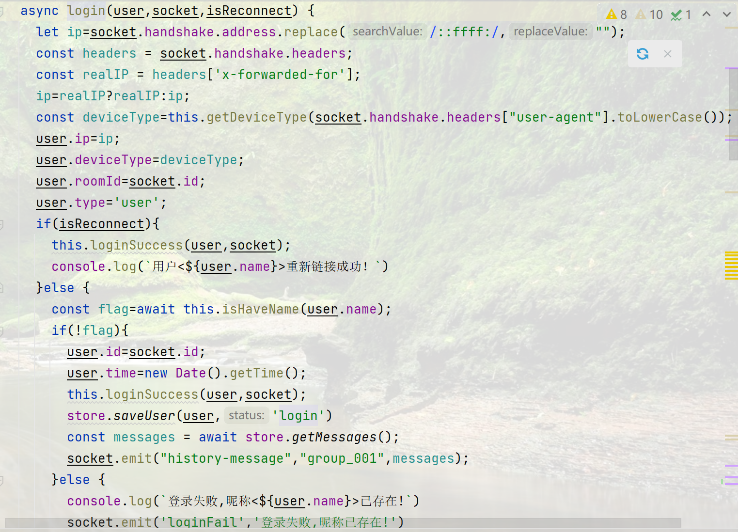 async login(user,socket,isReconnect) {
8 10 1
let ip=socket.handshake.address.replace( searchValue: /::ffff:/, replaceValue: "");
const headers = socket.handshake.headers;
const realIP = headers['x-forwarded-for'];
ip=realIP?realIP:ip;
const deviceType=this.getDeviceType(socket.handshake.headers["user-agent"].toLowerCase());
user.ip=ip;
user.deviceType=deviceType;
user.roomId=socket.id;
user.type='user';
if(isReconnect){
this.loginSuccess(user,socket);
console.log(`用户<${user.name}>重新链接成功!`)
}else {
const flag=await this.isHaveName(user.name);
if(!flag){
user.id=socket.id;
user.time=new Date().getTime();
this.loginSuccess(user,socket);
store.saveUser(user, status: 'login')
const messages = await store.getMessages();
socket.emit("history-message","group_001",messages);
}else {
console.log(`登录失败,昵称<${user.name}>已存在!`)
socket.emit('loginFail','登录失败,昵称已存在!')